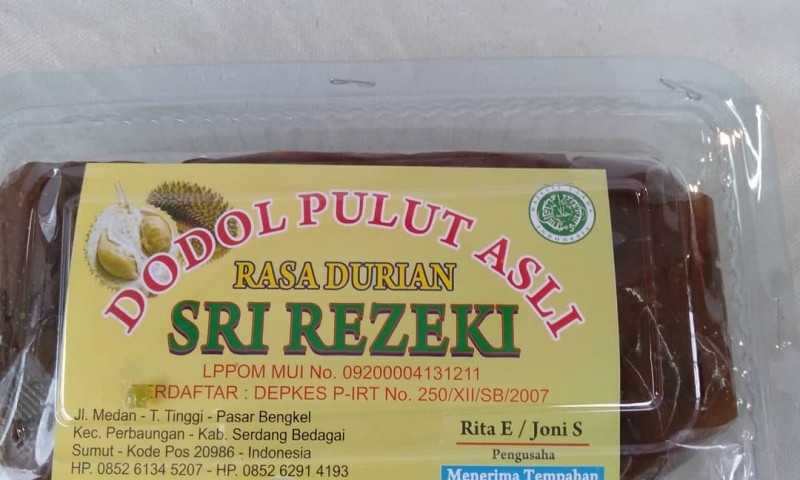 DODOL PULUT ASLI
RASA DURIAN
SRI REZEKI
LPPOM MUI No. 09200004131211
ERDAFTAR : DEPKES P-IRT No. 250/XII/SB/2007
Jl. Medan - T. Tinggi - Pasar Bengkel
Kec. Perbaungan - Kab. Serdang Bedagai
Sumut - Kode Pos 20986 - Indonesia
HP. 0852 6134 5207 - HP. 0852 6291 4193
Rita E / Joni S
Pengusaha
Menerima Tempahan